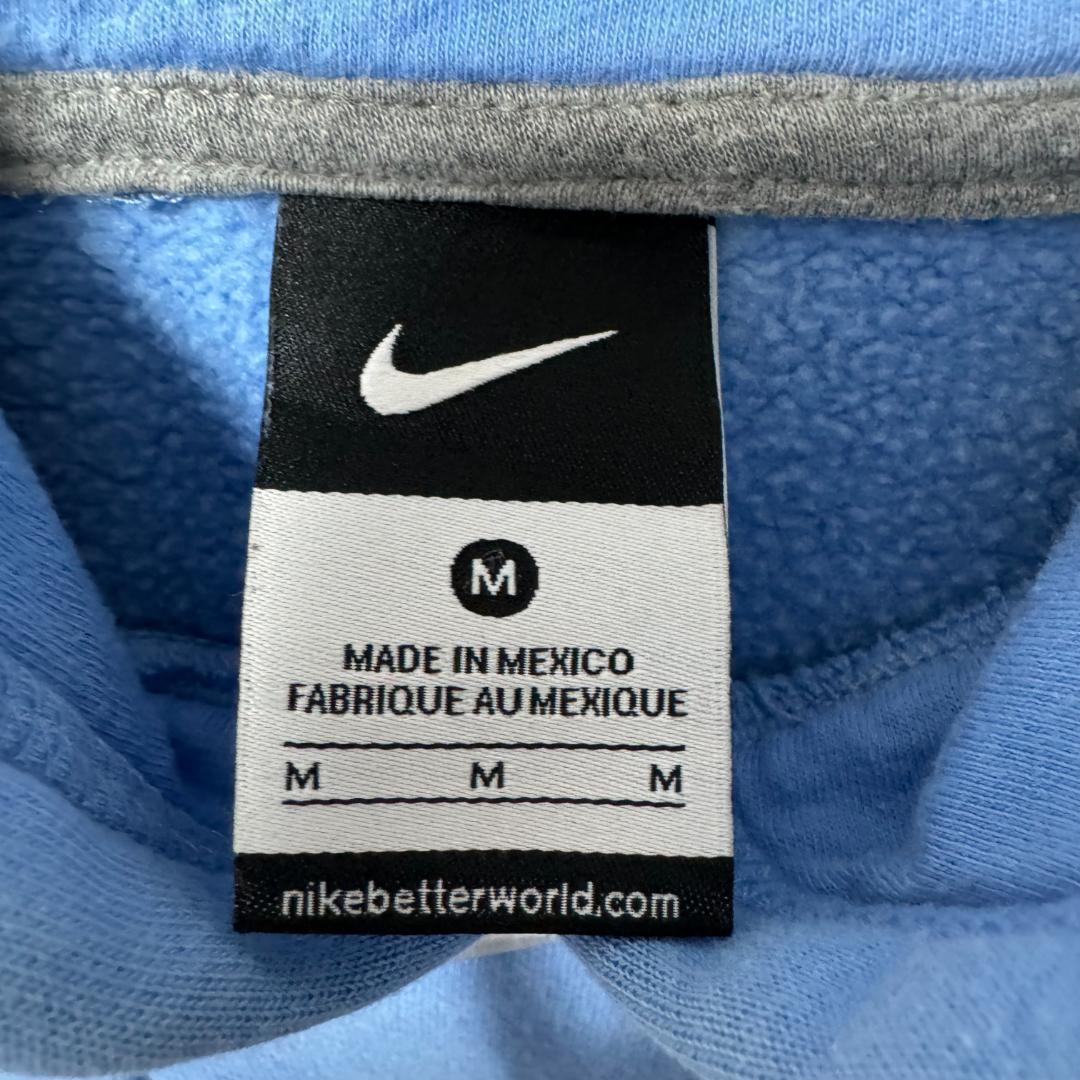 M
MADE IN MEXICO
FABRIQUE AU MEXIQUE
M M M
nikebetterworld.com